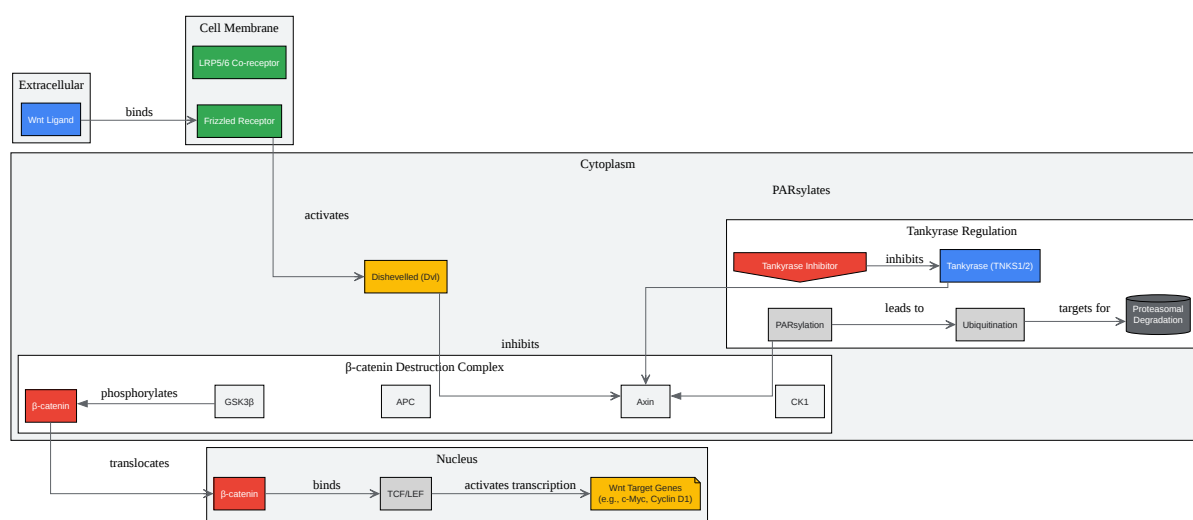 Cell Membrane
LRP5/6 Co-receptor
Extracellular
Wnt Ligand
binds
Frizzled Receptor
Cytoplasm
PARsylates
activates
Tankyrase Regulation
Tankyrase Inhibitor
inhibits
Tankyrase (TNKS1/2)
Dishevelled (Dvl)
PARsylation
leads to
Ubiquitination
targets for
Proteasomal
Degradation
inhibits
β-catenin Destruction Complex
β-catenin
phosphorylates
GSK3β
APC
Axin
CK1
translocates
Nucleus
β-catenin
binds
TCF/LEF
activates transcription
Wnt Target Genes
(e.g., c-Myc, Cyclin D1)